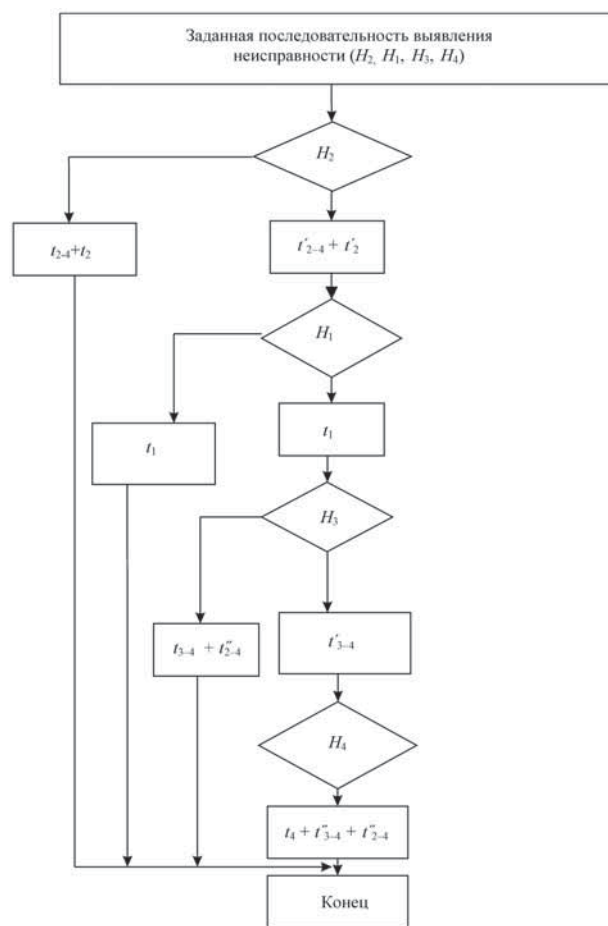 Заданная последовательность выявления
неисправности (H₂, H₁, H₃, H₄)
H₂
t₂₋₄+t₂
t′₂₋₄ + t′₂
H₁
t₁
t₁
H₃
t₃₋₄ + t″₂₋₄
t′₃₋₄
H₄
t₄ + t″₃₋₄ + t″₂₋₄
Конец